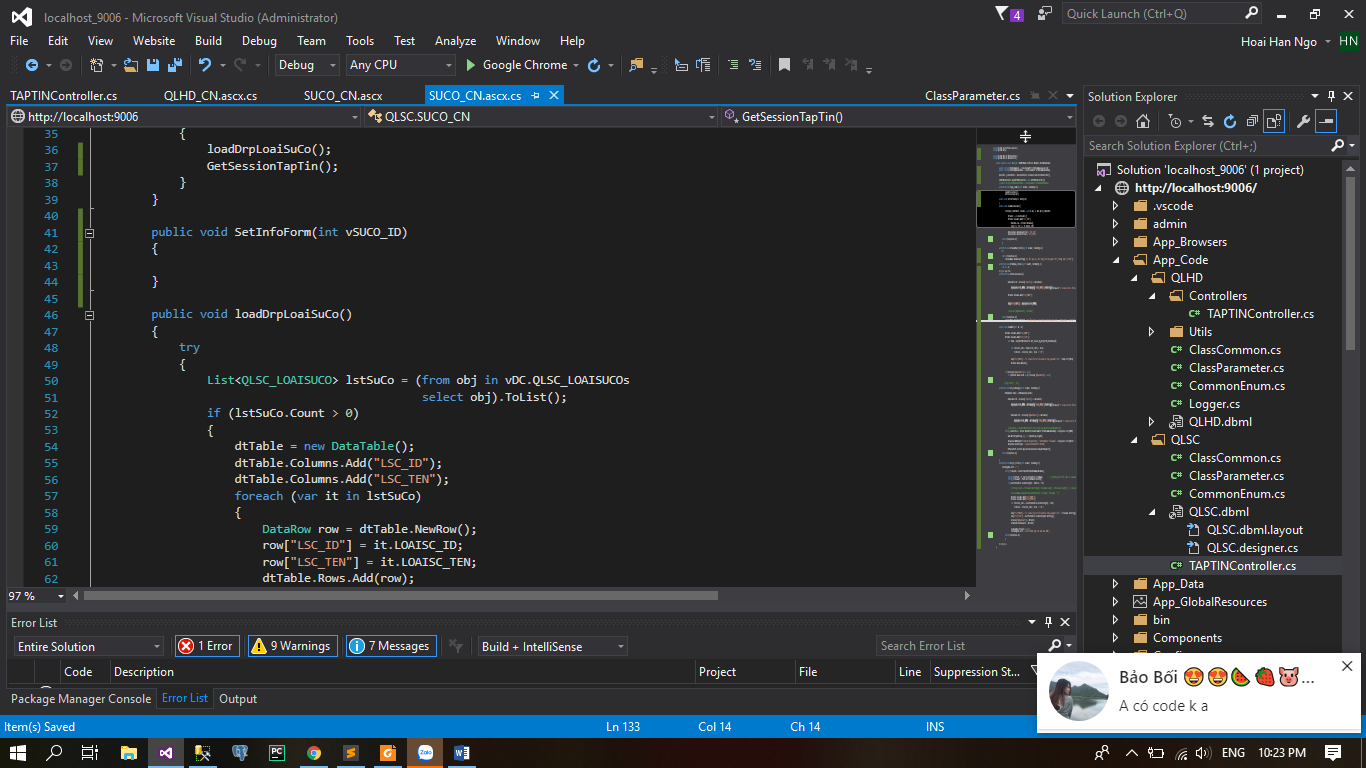 localhost_9006 - Microsoft Visual Studio (Administrator)
4
Quick Launch (Ctrl+Q)
File Edit View Website Build Debug Team Tools Test Analyze Window Help
Hoai Han Ngo HN
Debug Any CPU Google Chrome
TAPTINController.cs QLHD_CN.ascx.cs SUCO_CN.ascx SUCO_CN.ascx.cs ClassParameter.cs
http://localhost:9006 QLSC.SUCO_CN GetSessionTapTin()
35 {
36 loadDrpLoaiSuCo();
37 GetSessionTapTin();
38 }
39 }
40
41 public void SetInfoForm(int vSUCO_ID)
42 {
43
44 }
45
46 public void loadDrpLoaiSuCo()
47 {
48 try
49 {
50 List<QLSC_LOAISUCO> lstSuCo = (from obj in vDC.QLSC_LOAISUCOs
51 select obj).ToList();
52 if (lstSuCo.Count > 0)
53 {
54 dtTable = new DataTable();
55 dtTable.Columns.Add("LSC_ID");
56 dtTable.Columns.Add("LSC_TEN");
57 foreach (var it in lstSuCo)
58 {
59 DataRow row = dtTable.NewRow();
60 row["LSC_ID"] = it.LOAISC_ID;
61 row["LSC_TEN"] = it.LOAISC_TEN;
62 dtTable.Rows.Add(row);
97 %
Solution Explorer
Search Solution Explorer (Ctrl+;)
Solution 'localhost_9006' (1 project)
http://localhost:9006/
.vscode
admin
App_Browsers
App_Code
QLHD
Controllers
C# TAPTINController.cs
Utils
C# ClassCommon.cs
C# ClassParameter.cs
C# CommonEnum.cs
C# Logger.cs
QLHD.dbml
QLSC
C# ClassCommon.cs
C# ClassParameter.cs
C# CommonEnum.cs
QLSC.dbml
QLSC.dbml.layout
QLSC.designer.cs
C# TAPTINController.cs
App_Data
App_GlobalResources
bin
Components
Error List
Entire Solution 1 Error 9 Warnings 7 Messages Build + IntelliSense Search Error List
Code Description Project File Line Suppression St...
Package Manager Console Error List Output
Item(s) Saved Ln 133 Col 14 Ch 14 INS
Bảo Bối 😍😍🍉🍓🐷...
A có code k a
PC
Zalo
ENG 10:23 PM